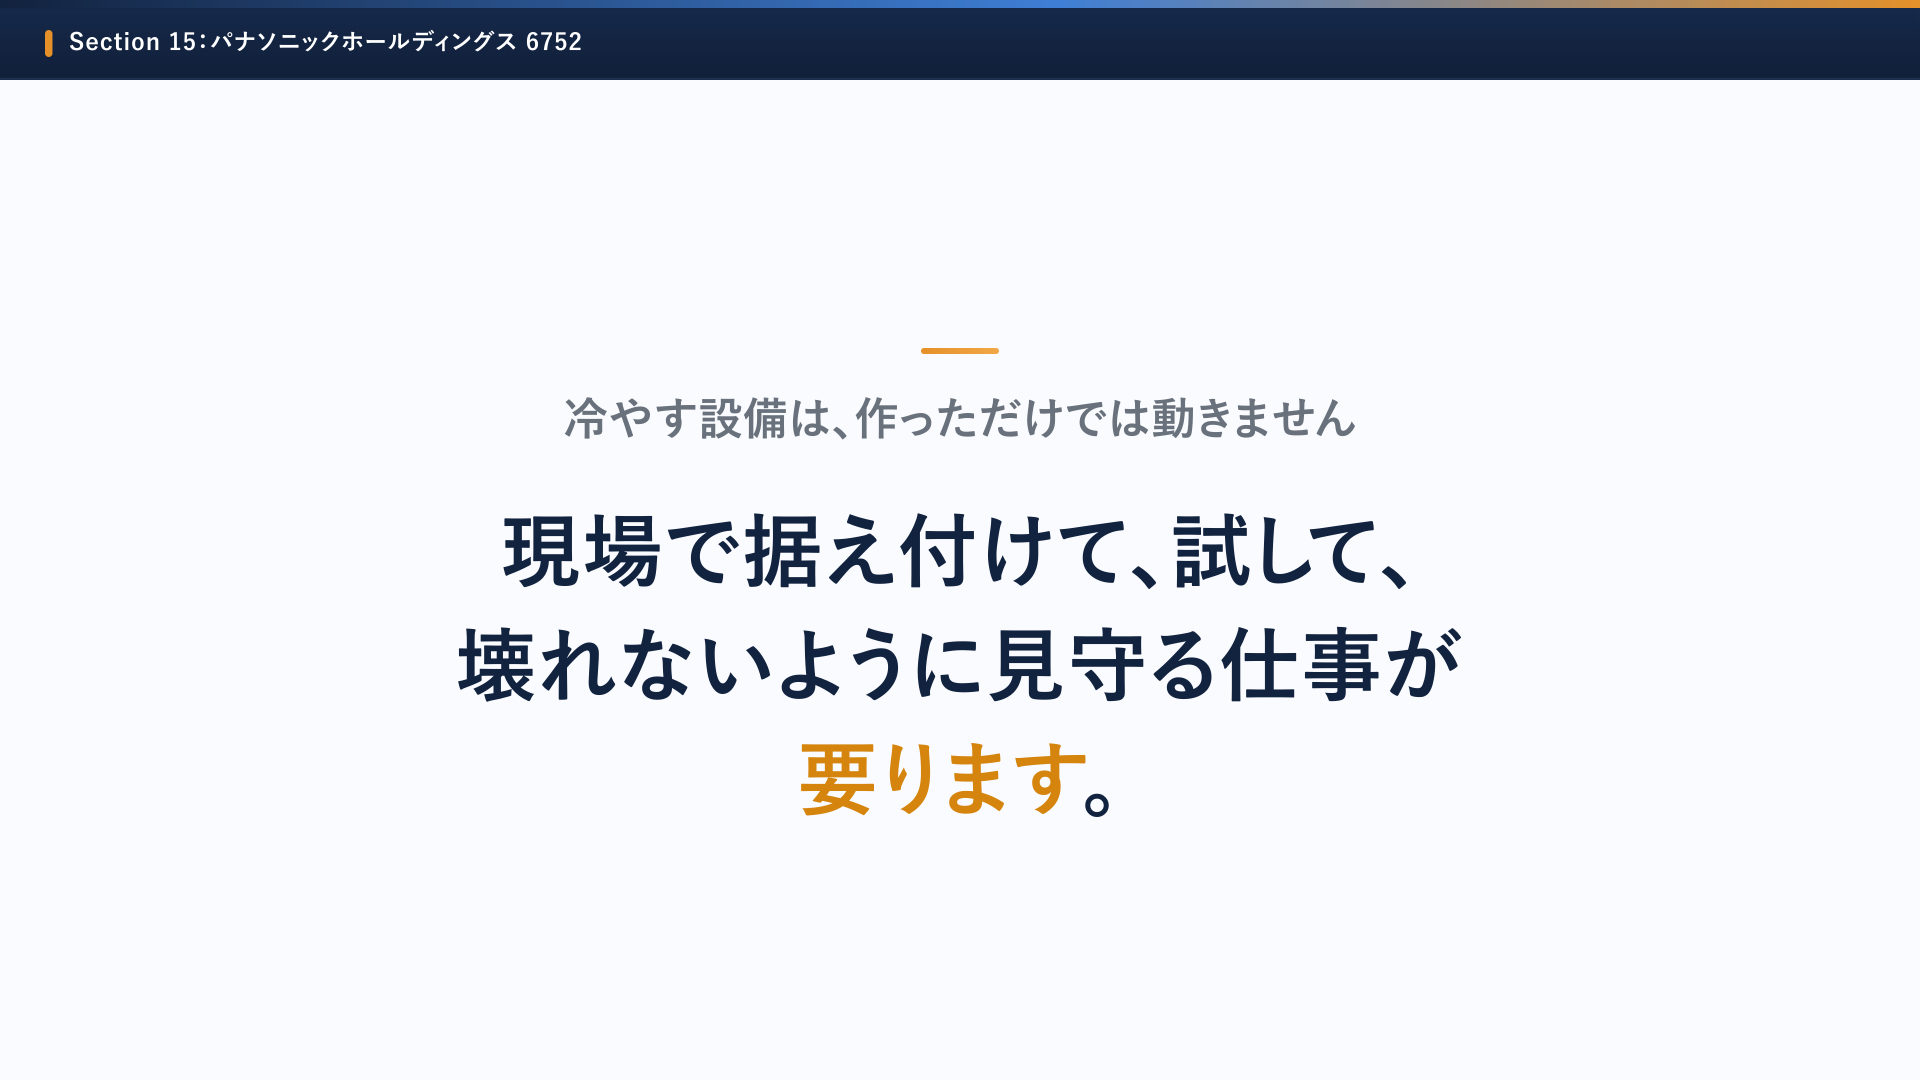 Section 15：パナソニックホールディングス 6752
冷やす設備は、作っただけでは動きません
現場で据え付けて、試して、
壊れないように見守る仕事が
要ります。